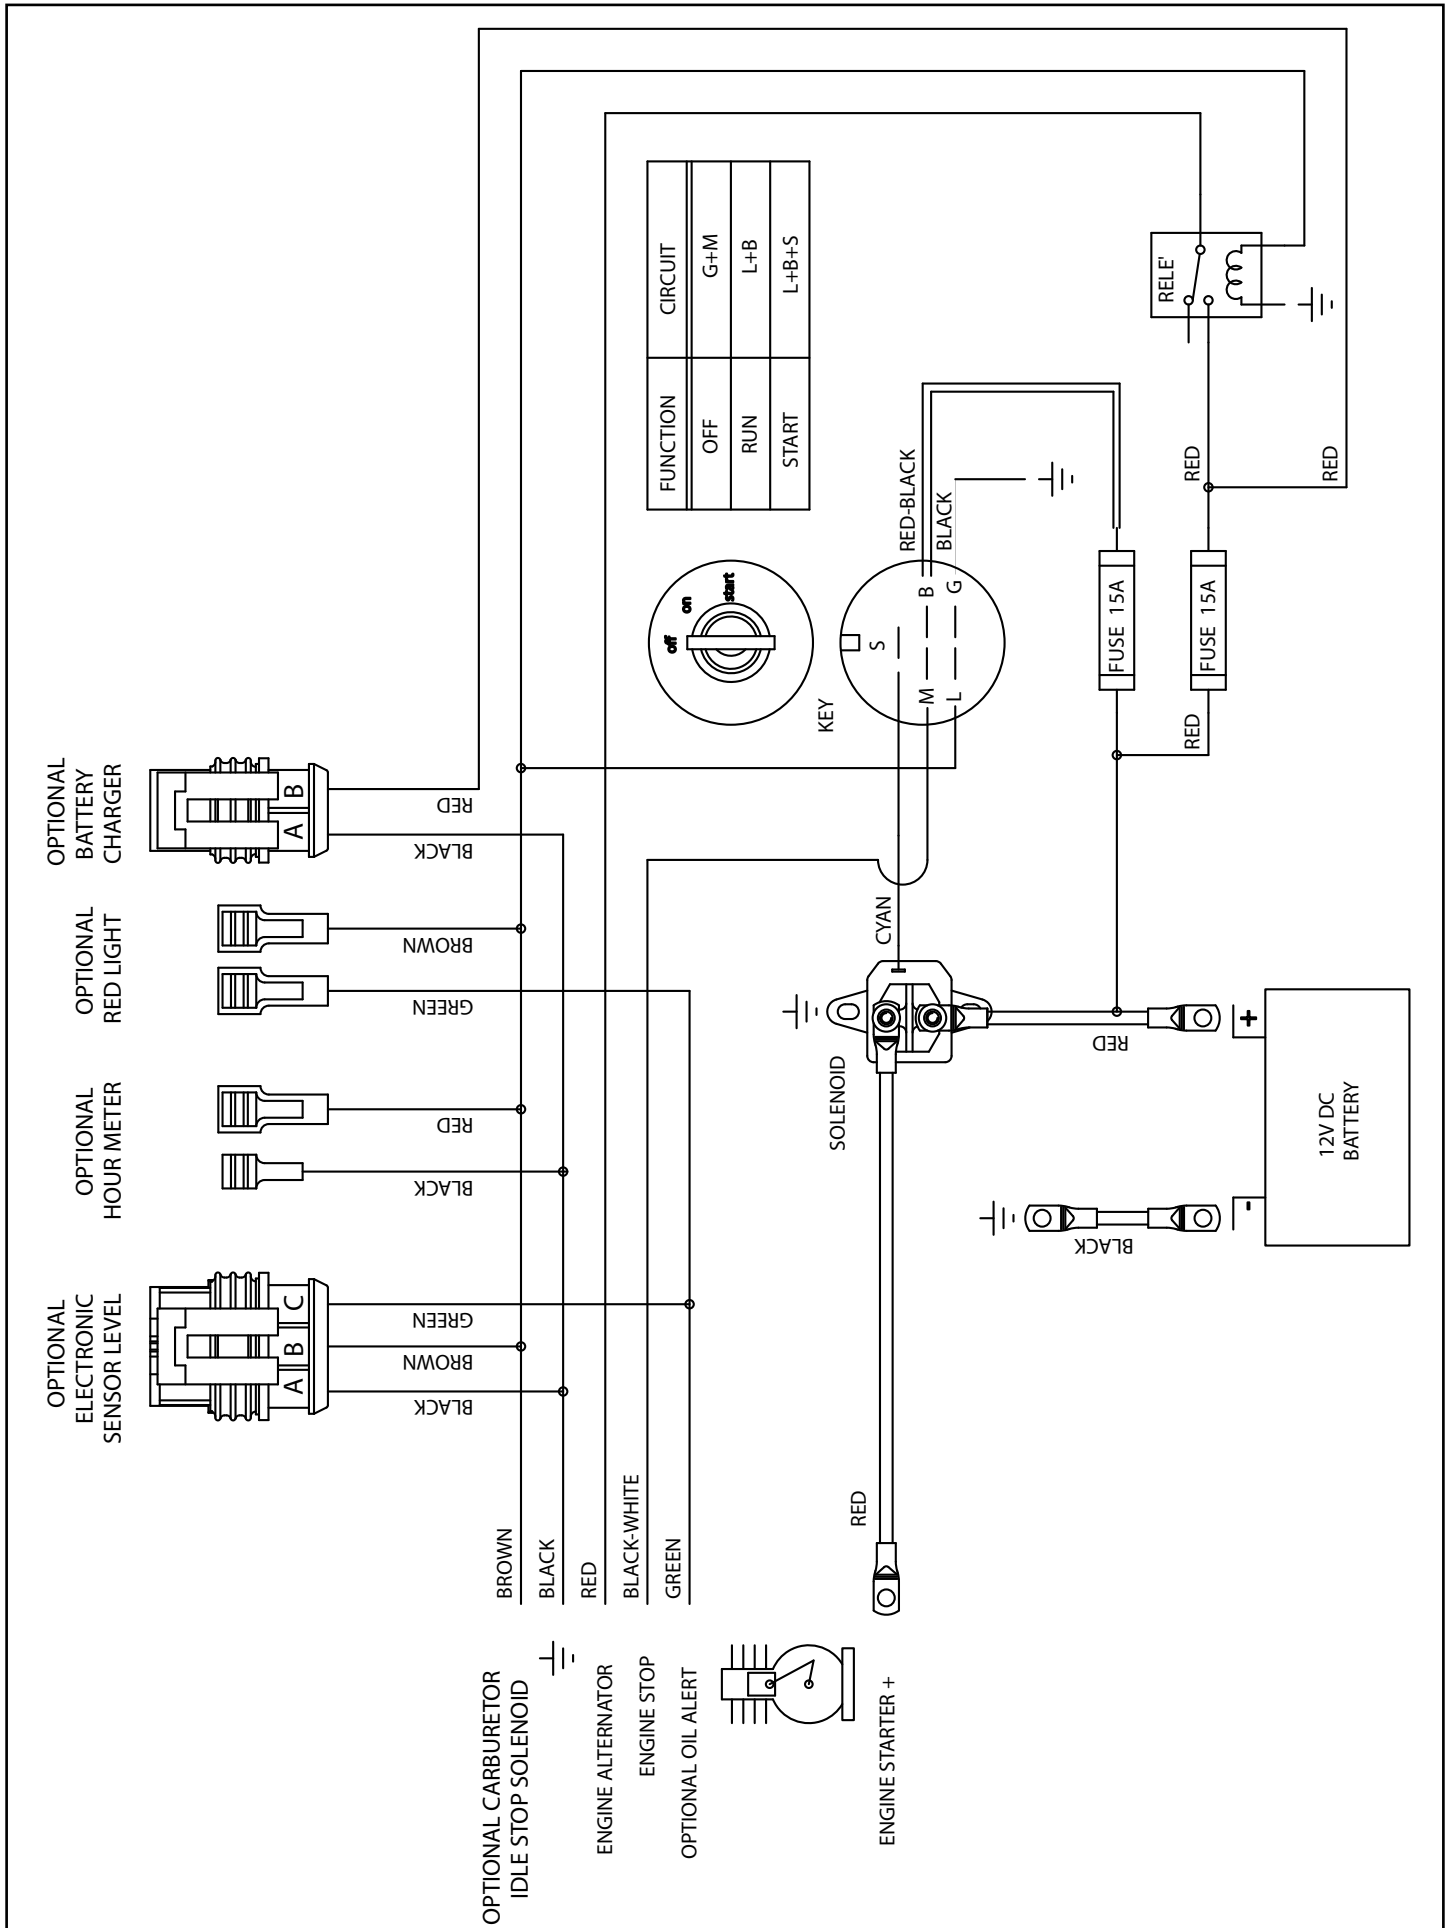 OPTIONAL
BATTERY
CHARGER
OPTIONAL
RED LIGHT
OPTIONAL
HOUR METER
OPTIONAL
ELECTRONIC
SENSOR LEVEL
A
B
A
B
C
BLACK
RED
GREEN
BROWN
BLACK
RED
BLACK
BROWN
GREEN
OPTIONAL CARBURETOR
IDLE STOP SOLENOID
BROWN
BLACK
ENGINE ALTERNATOR
RED
ENGINE STOP
BLACK-WHITE
OPTIONAL OIL ALERT
GREEN
ENGINE STARTER +
RED
FUNCTION
CIRCUIT
OFF
G+M
RUN
L+B
START
L+B+S
off
on
start
KEY
S
M
B
L
G
RED-BLACK
BLACK
CYAN
SOLENOID
RED
FUSE 15A
FUSE 15A
RED
RED
RED
RELE'
+
-
BLACK
12V DC
BATTERY